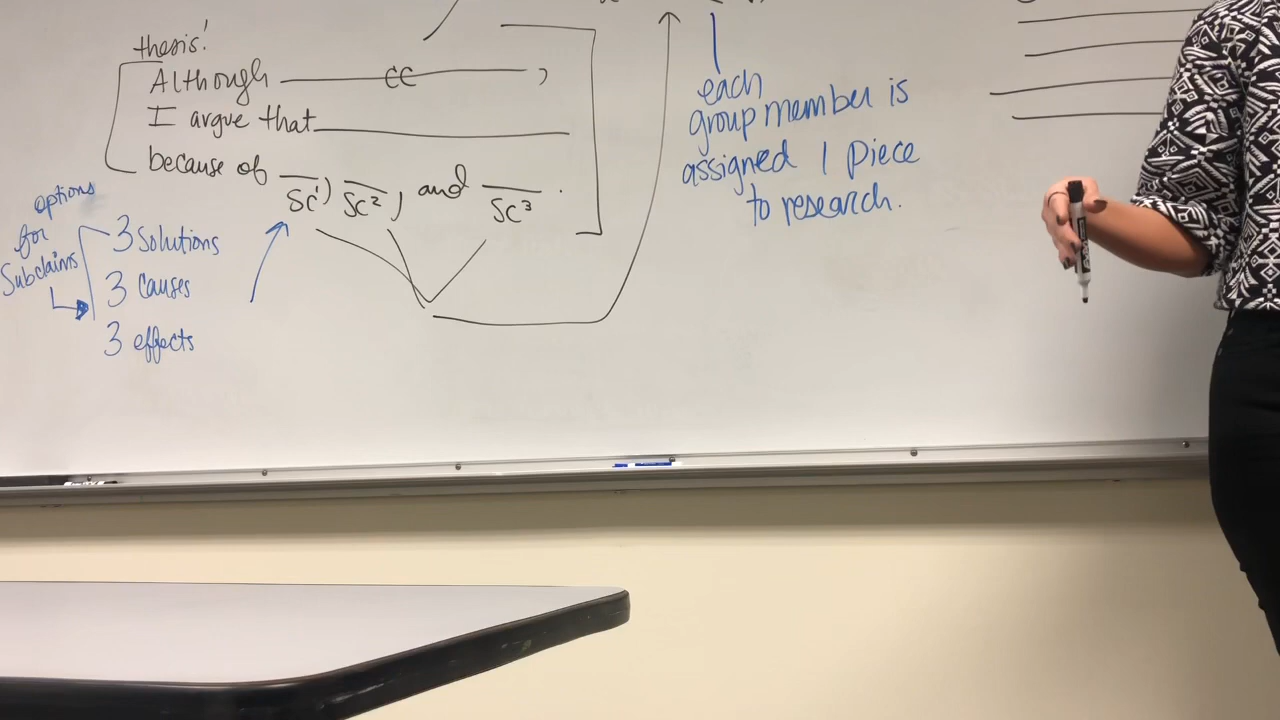 thesis!
Although CC ,
I argue that
because of , , and .
SC1 SC2 SC3
options
for
Subclaims
3 Solutions
3 Causes
3 effects
each
group member is
assigned 1 piece
to research.